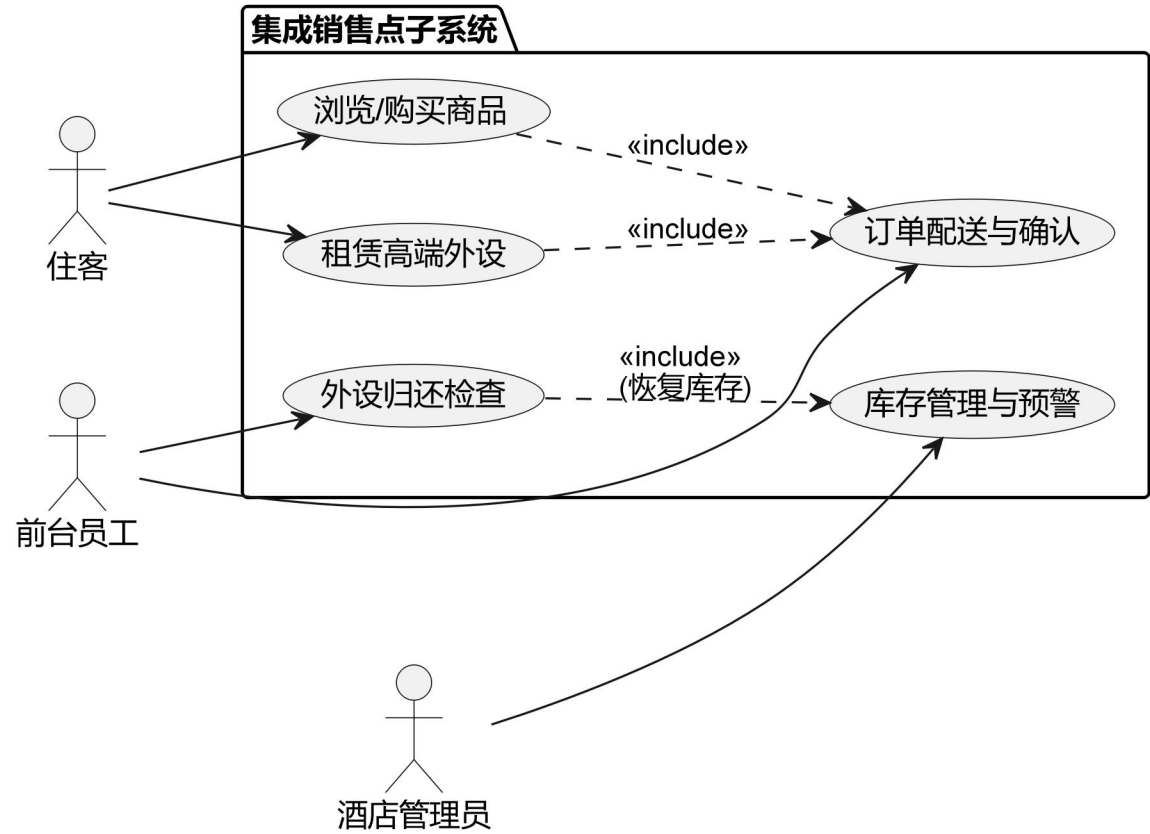 集成销售点子系统
浏览/购买商品
«include»
住客
租赁高端外设
«include»
订单配送与确认
外设归还检查
«include»
(恢复库存)
库存管理与预警
前台员工
酒店管理员